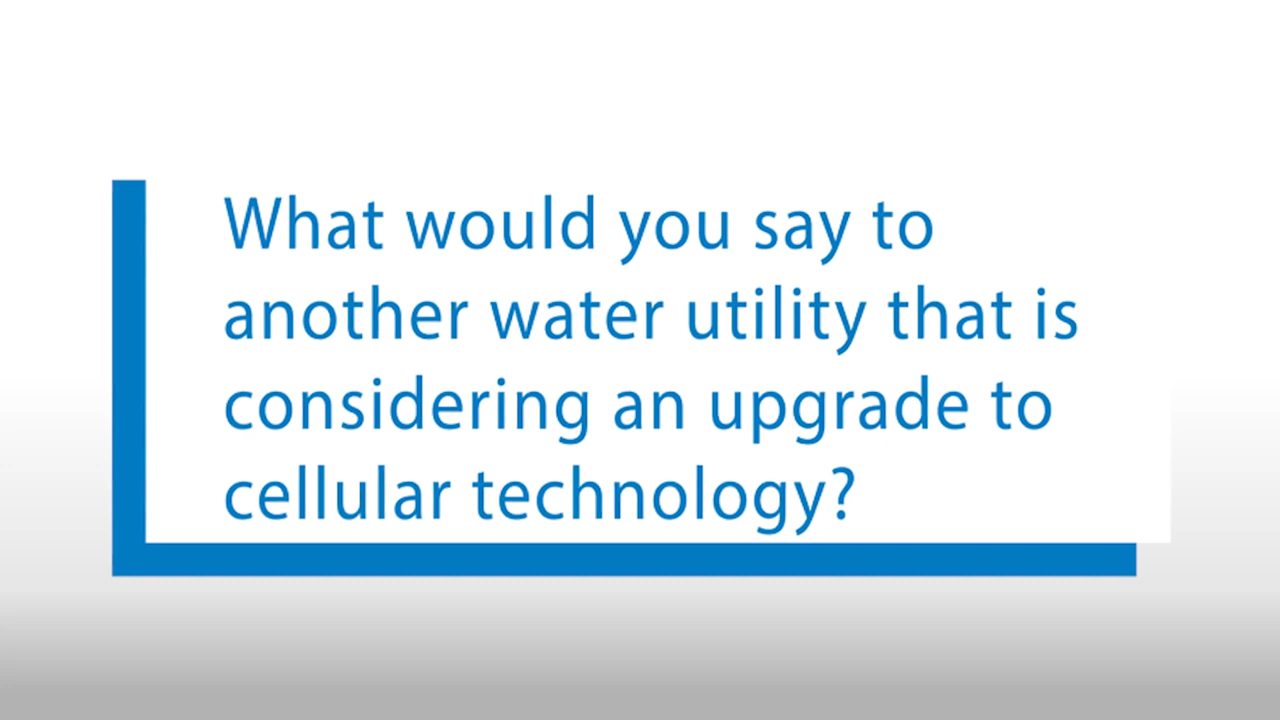 What would you say to
another water utility that is
considering an upgrade to
cellular technology?